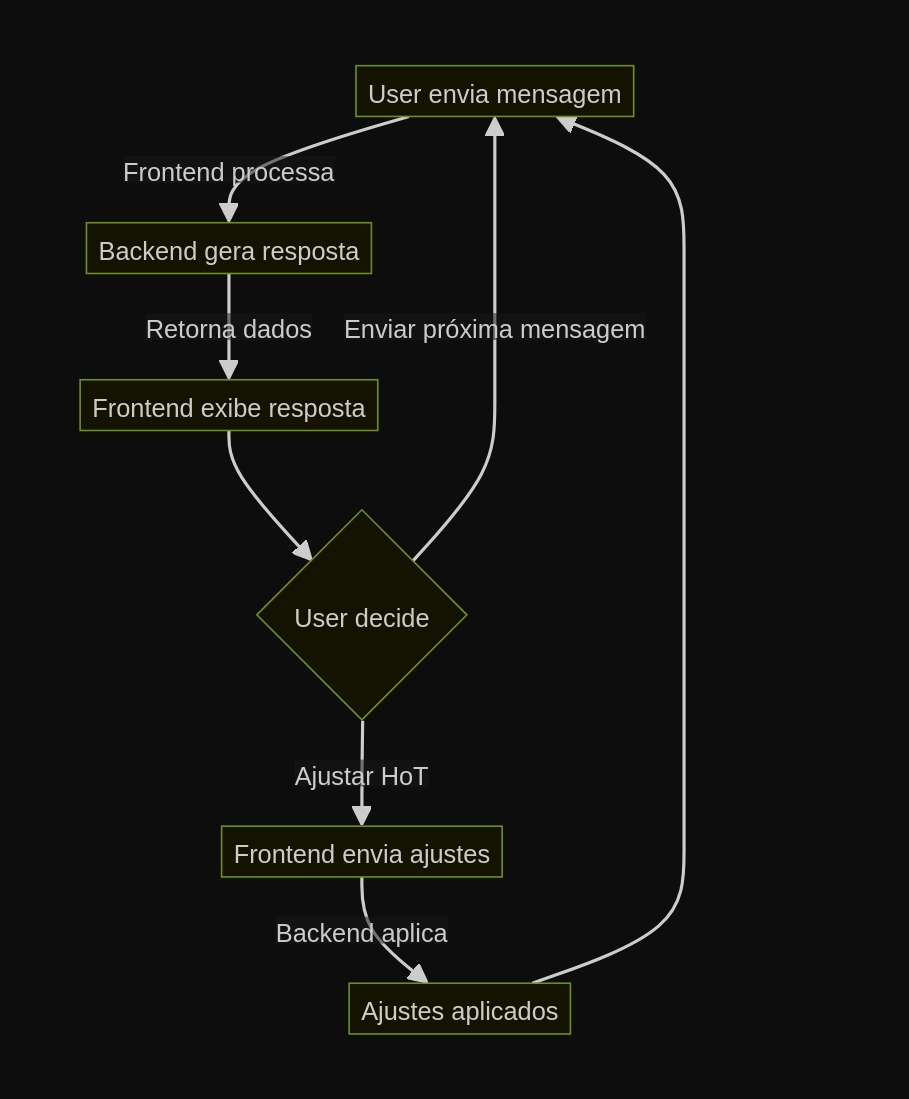 User envia mensagem
Frontend processa
Backend gera resposta
Retorna dados
Enviar próxima mensagem
Frontend exibe resposta
User decide
Ajustar HoT
Frontend envia ajustes
Backend aplica
Ajustes aplicados